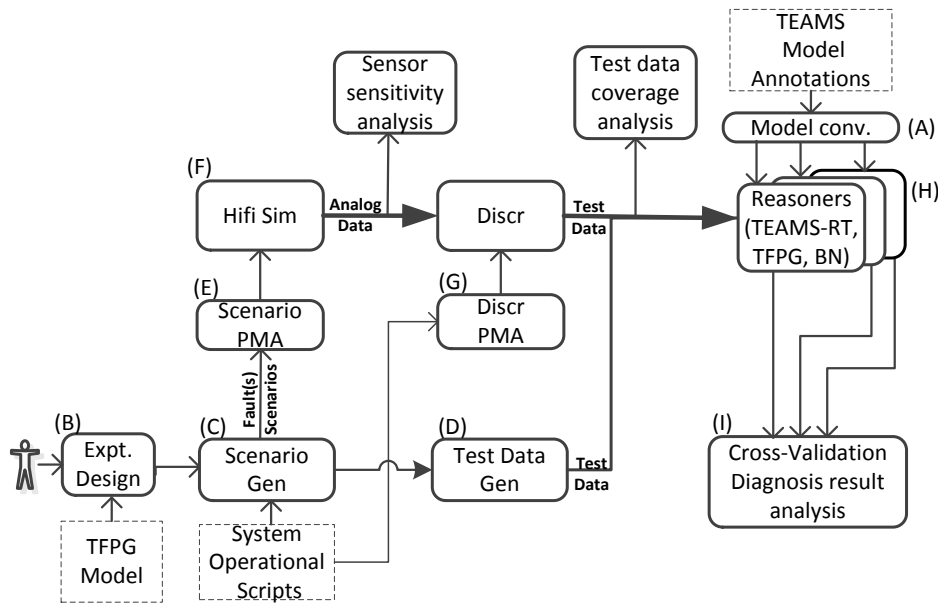 TEAMS
Model
Annotations
Sensor
sensitivity
analysis
Test data
coverage
analysis
Model conv.
(A)
(F)
Hifi Sim
Analog
Data
Discr
Test
Data
Reasoners
(TEAMS-RT,
TFPG, BN)
(H)
(E)
Scenario
PMA
(G)
Discr
PMA
Fault(s)
Scenarios
(B)
Expt.
Design
(C)
Scenario
Gen
(D)
Test Data
Gen
Test
Data
(I)
Cross-Validation
Diagnosis result
analysis
TFPG
Model
System
Operational
Scripts